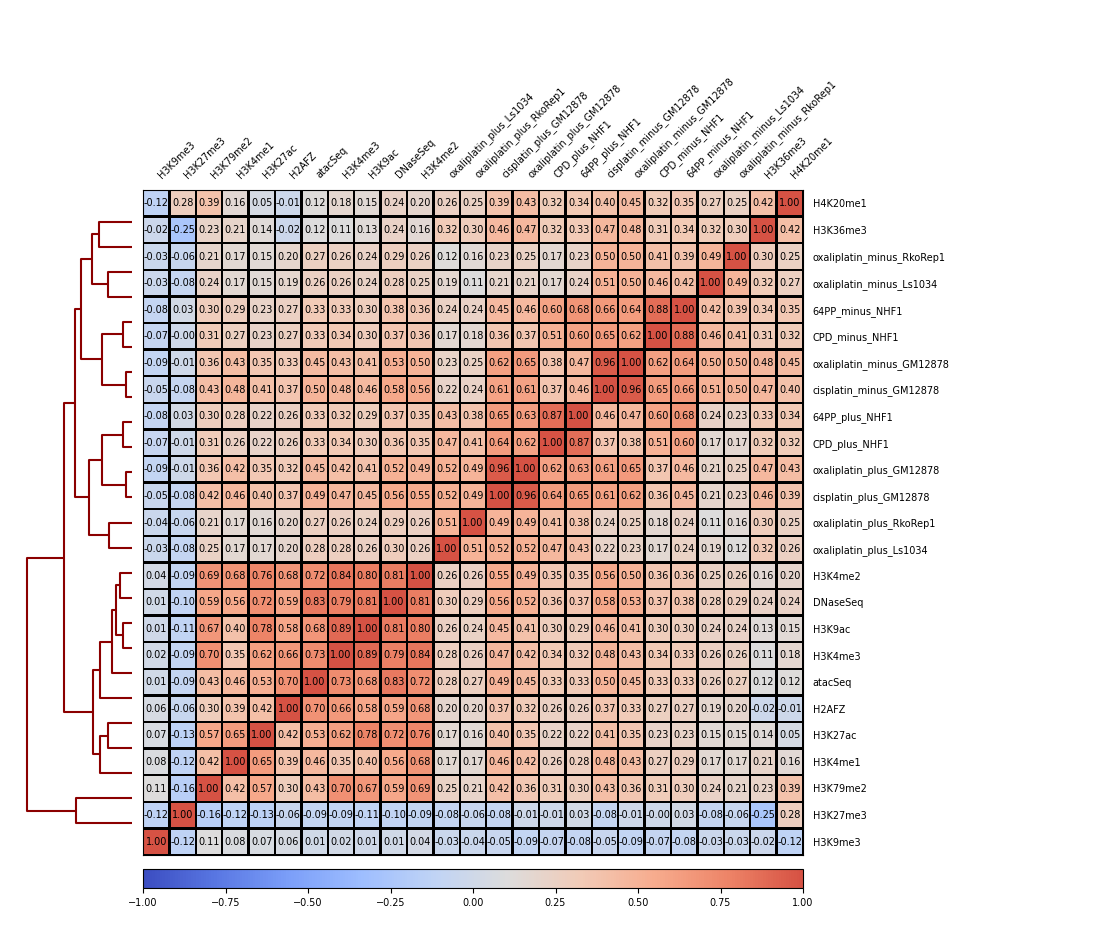 H3K9me3 H3K27me3 H3K79me2 H3K4me1 H3K27ac H2AFZ atacSeq H3K4me3 H3K9ac DNaseSeq H3K4me2 oxaliplatin_plus_Ls1034 oxaliplatin_plus_RkoRep1 cisplatin_plus_GM12878 oxaliplatin_plus_GM12878 CPD_plus_NHF1 64PP_plus_NHF1 cisplatin_minus_GM12878 oxaliplatin_minus_GM12878 CPD_minus_NHF1 64PP_minus_NHF1 oxaliplatin_minus_Ls1034 oxaliplatin_minus_RkoRep1 H3K36me3 H4K20me1
-0.12 0.28 0.39 0.16 0.05 -0.01 0.12 0.18 0.15 0.24 0.20 0.26 0.25 0.39 0.43 0.32 0.34 0.40 0.45 0.32 0.35 0.27 0.25 0.42 1.00 H4K20me1
-0.02 -0.25 0.23 0.21 0.14 -0.02 0.12 0.11 0.13 0.24 0.16 0.32 0.30 0.46 0.47 0.32 0.33 0.47 0.48 0.31 0.34 0.32 0.30 1.00 0.42 H3K36me3
-0.03 -0.06 0.21 0.17 0.15 0.20 0.27 0.26 0.24 0.29 0.26 0.12 0.16 0.23 0.25 0.17 0.23 0.50 0.50 0.41 0.39 0.49 1.00 0.30 0.25 oxaliplatin_minus_RkoRep1
-0.03 -0.08 0.24 0.17 0.15 0.19 0.26 0.26 0.24 0.28 0.25 0.19 0.11 0.21 0.21 0.17 0.24 0.51 0.50 0.46 0.42 1.00 0.49 0.32 0.27 oxaliplatin_minus_Ls1034
-0.08 0.03 0.30 0.29 0.23 0.27 0.33 0.33 0.30 0.38 0.36 0.24 0.24 0.45 0.46 0.60 0.68 0.66 0.64 0.88 1.00 0.42 0.39 0.34 0.35 64PP_minus_NHF1
-0.07 -0.00 0.31 0.27 0.23 0.27 0.33 0.34 0.30 0.37 0.36 0.17 0.18 0.36 0.37 0.51 0.60 0.65 0.62 1.00 0.88 0.46 0.41 0.31 0.32 CPD_minus_NHF1
-0.09 -0.01 0.36 0.43 0.35 0.33 0.45 0.43 0.41 0.53 0.50 0.23 0.25 0.62 0.65 0.38 0.47 0.96 1.00 0.62 0.64 0.50 0.50 0.48 0.45 oxaliplatin_minus_GM12878
-0.05 -0.08 0.43 0.48 0.41 0.37 0.50 0.48 0.46 0.58 0.56 0.22 0.24 0.61 0.61 0.37 0.46 1.00 0.96 0.65 0.66 0.51 0.50 0.47 0.40 cisplatin_minus_GM12878
-0.08 0.03 0.30 0.28 0.22 0.26 0.33 0.32 0.29 0.37 0.35 0.43 0.38 0.65 0.63 0.87 1.00 0.46 0.47 0.60 0.68 0.24 0.23 0.33 0.34 64PP_plus_NHF1
-0.07 -0.01 0.31 0.26 0.22 0.26 0.33 0.34 0.30 0.36 0.35 0.47 0.41 0.64 0.62 1.00 0.87 0.37 0.38 0.51 0.60 0.17 0.17 0.32 0.32 CPD_plus_NHF1
-0.09 -0.01 0.36 0.42 0.35 0.32 0.45 0.42 0.41 0.52 0.49 0.52 0.49 0.96 1.00 0.62 0.63 0.61 0.65 0.37 0.46 0.21 0.25 0.47 0.43 oxaliplatin_plus_GM12878
-0.05 -0.08 0.42 0.46 0.40 0.37 0.49 0.47 0.45 0.56 0.55 0.52 0.49 1.00 0.96 0.64 0.65 0.61 0.62 0.36 0.45 0.21 0.23 0.46 0.39 cisplatin_plus_GM12878
-0.04 -0.06 0.21 0.17 0.16 0.20 0.27 0.26 0.24 0.29 0.26 0.51 1.00 0.49 0.49 0.41 0.38 0.24 0.25 0.18 0.24 0.11 0.16 0.30 0.25 oxaliplatin_plus_RkoRep1
-0.03 -0.08 0.25 0.17 0.17 0.20 0.28 0.28 0.26 0.30 0.26 1.00 0.51 0.52 0.52 0.47 0.43 0.22 0.23 0.17 0.24 0.19 0.12 0.32 0.26 oxaliplatin_plus_Ls1034
0.04 -0.09 0.69 0.68 0.76 0.68 0.72 0.84 0.80 0.81 1.00 0.26 0.26 0.55 0.49 0.35 0.35 0.56 0.50 0.36 0.36 0.25 0.26 0.16 0.20 H3K4me2
0.01 -0.10 0.59 0.56 0.72 0.59 0.83 0.79 0.81 1.00 0.81 0.30 0.29 0.56 0.52 0.36 0.37 0.58 0.53 0.37 0.38 0.28 0.29 0.24 0.24 DNaseSeq
0.01 -0.11 0.67 0.40 0.78 0.58 0.68 0.89 1.00 0.81 0.80 0.26 0.24 0.45 0.41 0.30 0.29 0.46 0.41 0.30 0.30 0.24 0.24 0.13 0.15 H3K9ac
0.02 -0.09 0.70 0.35 0.62 0.66 0.73 1.00 0.89 0.79 0.84 0.28 0.26 0.47 0.42 0.34 0.32 0.48 0.43 0.34 0.33 0.26 0.26 0.11 0.18 H3K4me3
0.01 -0.09 0.43 0.46 0.53 0.70 1.00 0.73 0.68 0.83 0.72 0.28 0.27 0.49 0.45 0.33 0.33 0.50 0.45 0.33 0.33 0.26 0.27 0.12 0.12 atacSeq
0.06 -0.06 0.30 0.39 0.42 1.00 0.70 0.66 0.58 0.59 0.68 0.20 0.20 0.37 0.32 0.26 0.26 0.37 0.33 0.27 0.27 0.19 0.20 -0.02 -0.01 H2AFZ
0.07 -0.13 0.57 0.65 1.00 0.42 0.53 0.62 0.78 0.72 0.76 0.17 0.16 0.40 0.35 0.22 0.22 0.41 0.35 0.23 0.23 0.15 0.15 0.14 0.05 H3K27ac
0.08 -0.12 0.42 1.00 0.65 0.39 0.46 0.35 0.40 0.56 0.68 0.17 0.17 0.46 0.42 0.26 0.28 0.48 0.43 0.27 0.29 0.17 0.17 0.21 0.16 H3K4me1
0.11 -0.16 1.00 0.42 0.57 0.30 0.43 0.70 0.67 0.59 0.69 0.25 0.21 0.42 0.36 0.31 0.30 0.43 0.36 0.31 0.30 0.24 0.21 0.23 0.39 H3K79me2
-0.12 1.00 -0.16 -0.12 -0.13 -0.06 -0.09 -0.09 -0.11 -0.10 -0.09 -0.08 -0.06 -0.08 -0.01 -0.01 0.03 -0.08 -0.01 -0.00 0.03 -0.08 -0.06 -0.25 0.28 H3K27me3
1.00 -0.12 0.11 0.08 0.07 0.06 0.01 0.02 0.01 0.01 0.04 -0.03 -0.04 -0.05 -0.09 -0.07 -0.08 -0.05 -0.09 -0.07 -0.08 -0.03 -0.03 -0.02 -0.12 H3K9me3
−1.00 −0.75 −0.50 −0.25 0.00 0.25 0.50 0.75 1.00